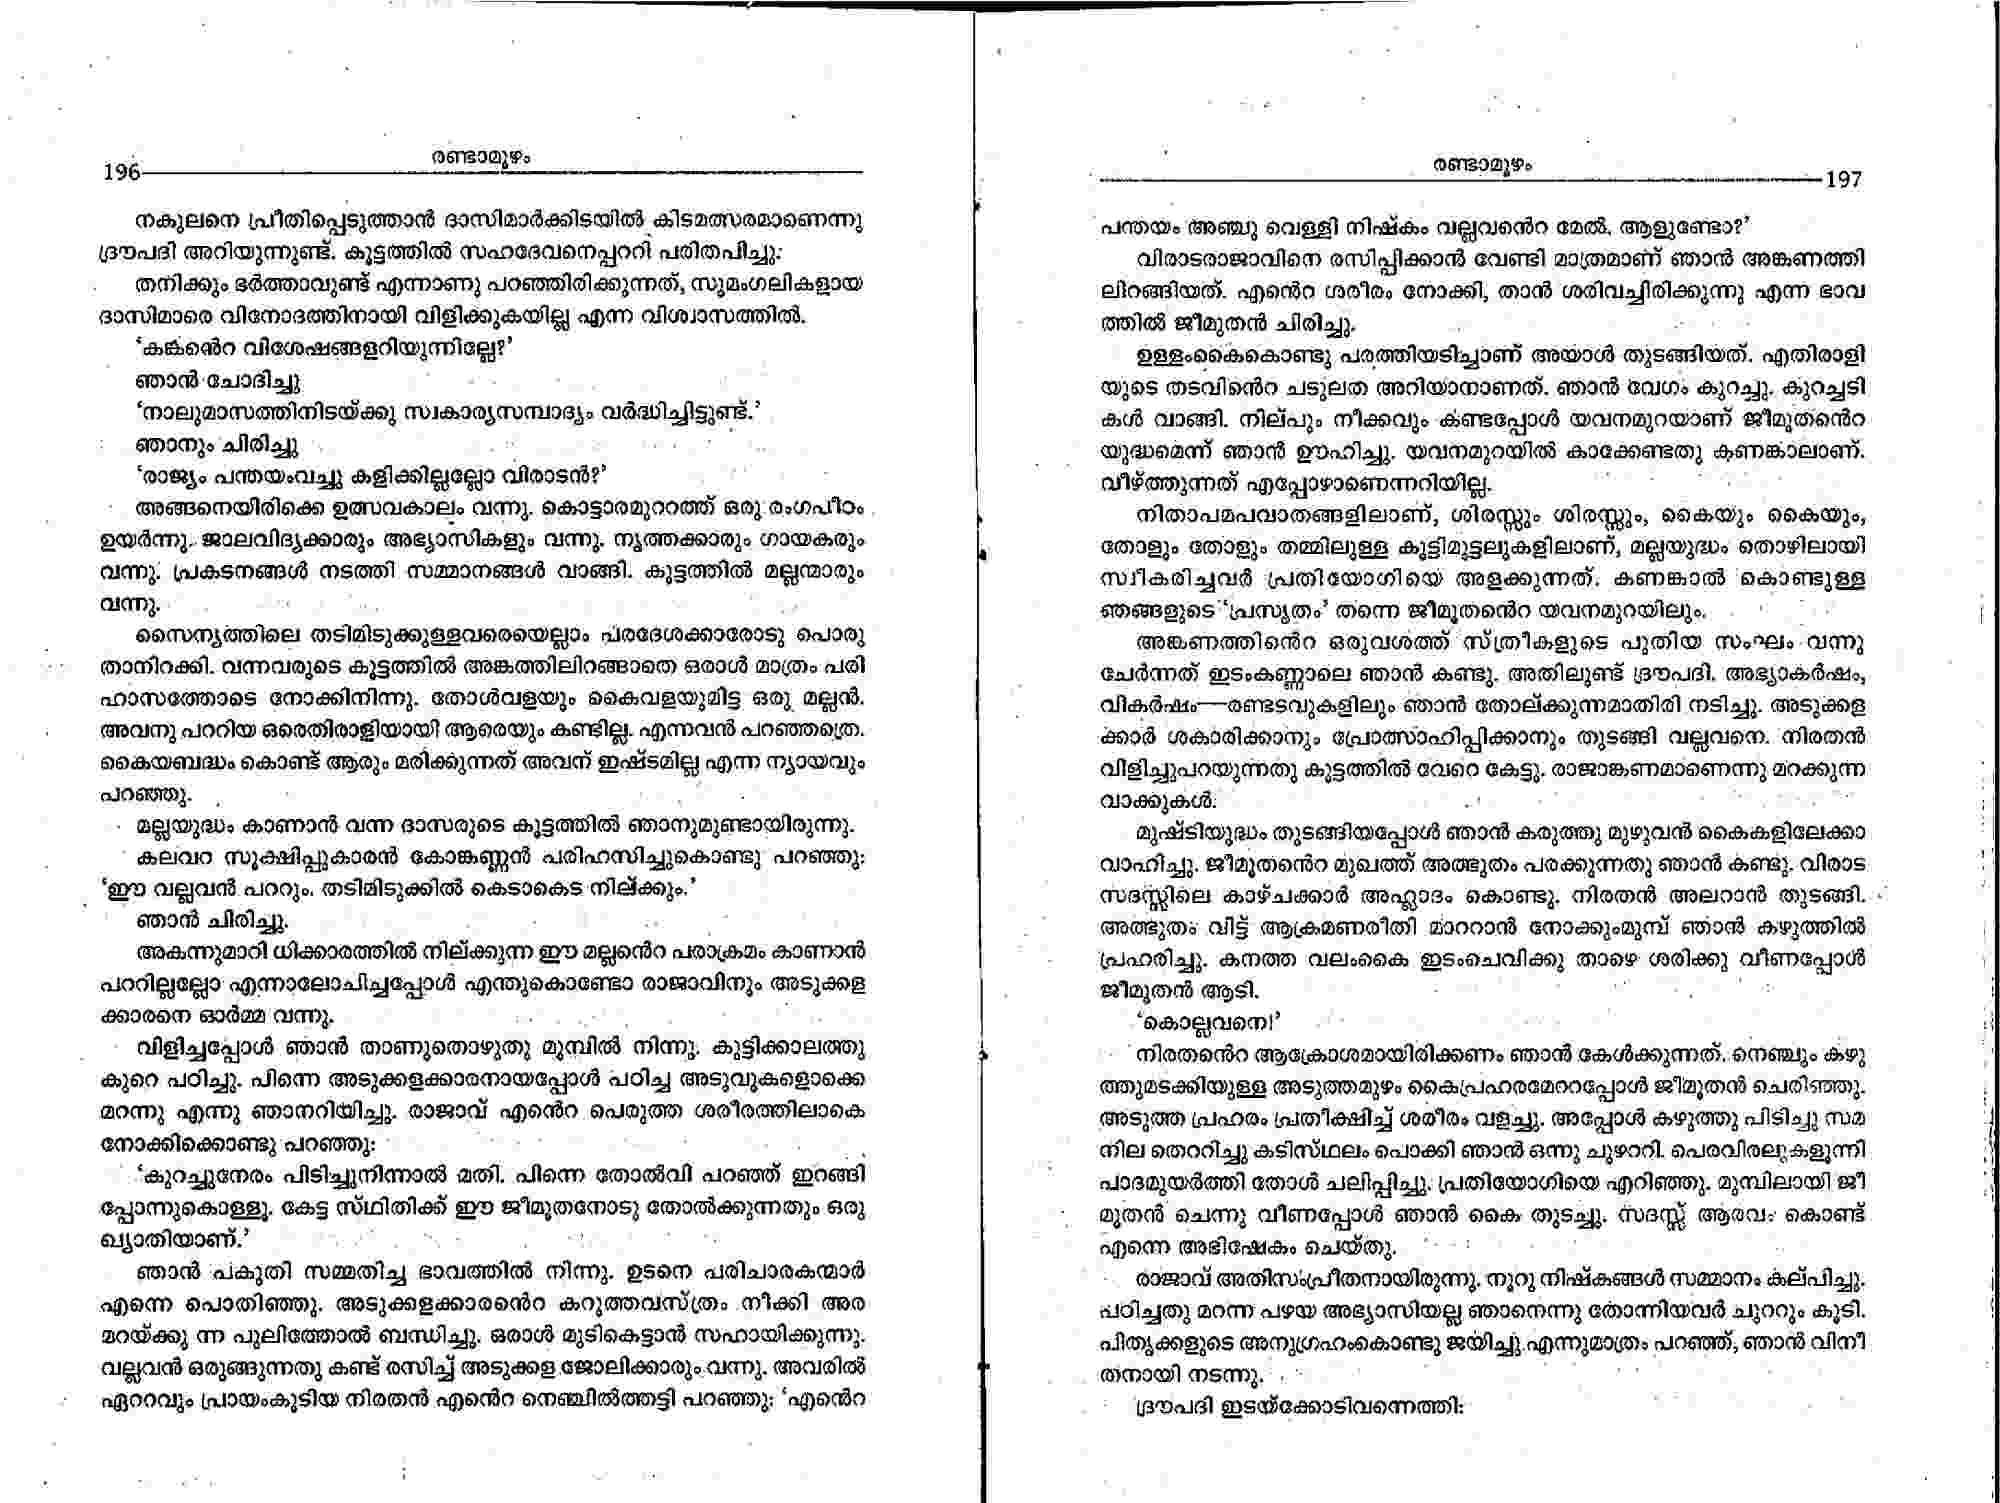 രണ്ടാമൂഴം
196
നകുലനെ പ്രീതിപ്പെടുത്താൻ ദാസിമാർക്കിടയിൽ കിടമത്സരമാണെന്നു
ദ്രൗപദി അറിയുന്നുണ്ട്. കൂട്ടത്തിൽ സഹദേവനെപ്പററി പരിതപിച്ചു:
തനിക്കും ഭർത്താവുണ്ട് എന്നാണു പറഞ്ഞിരിക്കുന്നത്, സുമംഗലികളായ
ദാസിമാരെ വിനോദത്തിനായി വിളിക്കുകയില്ല എന്ന വിശ്വാസത്തിൽ.
‘കങ്കൻെറ വിശേഷങ്ങളറിയുന്നില്ലേ?’
ഞാൻ ചോദിച്ചു
‘നാലുമാസത്തിനിടയ്ക്കു സ്വകാര്യസമ്പാദ്യം വർദ്ധിച്ചിട്ടുണ്ട്.’
ഞാനും ചിരിച്ചു
‘രാജ്യം പന്തയംവച്ചു കളിക്കില്ലല്ലോ വിരാടൻ?’
അങ്ങനെയിരിക്കെ ഉത്സവകാലം വന്നു. കൊട്ടാരമുററത്ത് ഒരു രംഗപീഠം
ഉയർന്നു. ജാലവിദ്യക്കാരും അഭ്യാസികളും വന്നു. നൃത്തക്കാരും ഗായകരും
വന്നു. പ്രകടനങ്ങൾ നടത്തി സമ്മാനങ്ങൾ വാങ്ങി. കൂട്ടത്തിൽ മല്ലന്മാരും
വന്നു.
സൈന്യത്തിലെ തടിമിടുക്കുള്ളവരെയെല്ലാം പരദേശക്കാരോടു പൊരു
താനിറക്കി. വന്നവരുടെ കൂട്ടത്തിൽ അങ്കത്തിലിറങ്ങാതെ ഒരാൾ മാത്രം പരി
ഹാസത്തോടെ നോക്കിനിന്നു. തോൾവളയും കൈവളയുമിട്ട ഒരു മല്ലൻ.
അവനു പററിയ ഒരെതിരാളിയായി ആരെയും കണ്ടില്ല. എന്നവൻ പറഞ്ഞത്രെ.
കൈയബദ്ധം കൊണ്ട് ആരും മരിക്കുന്നത് അവന് ഇഷ്ടമില്ല എന്ന ന്യായവും
പറഞ്ഞു.
മല്ലയുദ്ധം കാണാൻ വന്ന ദാസരുടെ കൂട്ടത്തിൽ ഞാനുമുണ്ടായിരുന്നു.
കലവറ സൂക്ഷിപ്പുകാരൻ കോങ്കണ്ണൻ പരിഹസിച്ചുകൊണ്ടു പറഞ്ഞു:
‘ഈ വല്ലവൻ പററും. തടിമിടുക്കിൽ കെടാകെട നില്ക്കും.’
ഞാൻ ചിരിച്ചു.
അകന്നുമാറി ധിക്കാരത്തിൽ നില്ക്കുന്ന ഈ മല്ലൻെറ പരാക്രമം കാണാൻ
പററില്ലല്ലോ എന്നാലോചിച്ചപ്പോൾ എന്തുകൊണ്ടോ രാജാവിനും അടുക്കള
ക്കാരനെ ഓർമ്മ വന്നു.
വിളിച്ചപ്പോൾ ഞാൻ താണുതൊഴുതു മുമ്പിൽ നിന്നു. കുട്ടിക്കാലത്തു
കുറെ പഠിച്ചു. പിന്നെ അടുക്കളക്കാരനായപ്പോൾ പഠിച്ച അടുവുകളൊക്കെ
മറന്നു എന്നു ഞാനറിയിച്ചു. രാജാവ് എൻെറ പെരുത്ത ശരീരത്തിലാകെ
നോക്കിക്കൊണ്ടു പറഞ്ഞു:
‘കുറച്ചുനേരം പിടിച്ചുനിന്നാൽ മതി. പിന്നെ തോൽവി പറഞ്ഞ് ഇറങ്ങി
പ്പോന്നുകൊള്ളൂ. കേട്ട സ്ഥിതിക്ക് ഈ ജീമൂതനോടു തോൽക്കുന്നതും ഒരു
ഖ്യാതിയാണ്.’
ഞാൻ പകുതി സമ്മതിച്ച ഭാവത്തിൽ നിന്നു. ഉടനെ പരിചാരകന്മാർ
എന്നെ പൊതിഞ്ഞു. അടുക്കളക്കാരൻെറ കറുത്തവസ്ത്രം നീക്കി അര
മറയ്ക്കു ന്ന പുലിത്തോൽ ബന്ധിച്ചു. ഒരാൾ മുടികെട്ടാൻ സഹായിക്കുന്നു.
വല്ലവൻ ഒരുങ്ങുന്നതു കണ്ട് രസിച്ച് അടുക്കള ജോലിക്കാരും വന്നു. അവരിൽ
ഏററവും പ്രായംകൂടിയ നിരതൻ എൻെറ നെഞ്ചിൽത്തട്ടി പറഞ്ഞു: ‘എൻെറ
രണ്ടാമൂഴം
197
പന്തയം അഞ്ചു വെള്ളി നിഷ്കം വല്ലവൻെറ മേൽ. ആളുണ്ടോ?’
വിരാടരാജാവിനെ രസിപ്പിക്കാൻ വേണ്ടി മാത്രമാണ് ഞാൻ അങ്കണത്തി
ലിറങ്ങിയത്. എൻെറ ശരീരം നോക്കി, താൻ ശരിവച്ചിരിക്കുന്നു എന്ന ഭാവ
ത്തിൽ ജീമൂതൻ ചിരിച്ചു.
ഉള്ളംകൈകൊണ്ടു പരത്തിയടിച്ചാണ് അയാൾ തുടങ്ങിയത്. എതിരാളി
യുടെ തടവിൻെറ ചടുലത അറിയാനാണത്. ഞാൻ വേഗം കുറച്ചു. കുറച്ചടി
കൾ വാങ്ങി. നില്പും നീക്കവും കണ്ടപ്പോൾ യവനമുറയാണ് ജീമൂതൻെറ
യുദ്ധമെന്ന് ഞാൻ ഊഹിച്ചു. യവനമുറയിൽ കാക്കേണ്ടതു കണങ്കാലാണ്.
വീഴ്ത്തുന്നത് എപ്പോഴാണെന്നറിയില്ല.
നിതാപമപവാതങ്ങളിലാണ്, ശിരസ്സും ശിരസ്സും, കൈയും കൈയും,
തോളും തോളും തമ്മിലുള്ള കൂട്ടിമുട്ടലുകളിലാണ്, മല്ലയുദ്ധം തൊഴിലായി
സ്വീകരിച്ചവർ പ്രതിയോഗിയെ അളക്കുന്നത്. കണങ്കാൽ കൊണ്ടുള്ള
ഞങ്ങളുടെ ‘പ്രസൃതം’ തന്നെ ജീമൂതൻെറ യവനമുറയിലും.
അങ്കണത്തിൻെറ ഒരുവശത്ത് സ്ത്രീകളുടെ പുതിയ സംഘം വന്നു
ചേർന്നത് ഇടംകണ്ണാലെ ഞാൻ കണ്ടു. അതിലുണ്ട് ദ്രൗപദി. അഭ്യാകർഷം,
വികർഷം—രണ്ടടവുകളിലും ഞാൻ തോല്ക്കുന്നമാതിരി നടിച്ചു. അടുക്കള
ക്കാർ ശകാരിക്കാനും പ്രോത്സാഹിപ്പിക്കാനും തുടങ്ങി വല്ലവനെ. നിരതൻ
വിളിച്ചുപറയുന്നതു കൂട്ടത്തിൽ വേറെ കേട്ടു. രാജാങ്കണമാണെന്നു മറക്കുന്ന
വാക്കുകൾ.
മുഷ്ടിയുദ്ധം തുടങ്ങിയപ്പോൾ ഞാൻ കരുത്തു മുഴുവൻ കൈകളിലേക്കാ
വാഹിച്ചു. ജീമൂതൻെറ മുഖത്ത് അത്ഭുതം പരക്കുന്നതു ഞാൻ കണ്ടു. വിരാട
സദസ്സിലെ കാഴ്ചക്കാർ അഹ്ലാദം കൊണ്ടു. നിരതൻ അലറാൻ തുടങ്ങി.
അത്ഭുതം വിട്ട് ആക്രമണരീതി മാററാൻ നോക്കുംമുമ്പ് ഞാൻ കഴുത്തിൽ
പ്രഹരിച്ചു. കനത്ത വലംകൈ ഇടംചെവിക്കു താഴെ ശരിക്കു വീണപ്പോൾ
ജീമൂതൻ ആടി.
‘കൊല്ലവനെ!’
നിരതൻെറ ആക്രോശമായിരിക്കണം ഞാൻ കേൾക്കുന്നത്. നെഞ്ചും കഴു
ത്തുമടക്കിയുള്ള അടുത്തമുഴം കൈപ്രഹരമേററപ്പോൾ ജീമൂതൻ ചെരിഞ്ഞു.
അടുത്ത പ്രഹരം പ്രതീക്ഷിച്ച് ശരീരം വളച്ചു. അപ്പോൾ കഴുത്തു പിടിച്ചു സമ
നില തെററിച്ചു കടിസ്ഥലം പൊക്കി ഞാൻ ഒന്നു ചുഴററി. പെരവിരലുകളൂന്നി
പാദമുയർത്തി തോൾ ചലിപ്പിച്ചു. പ്രതിയോഗിയെ എറിഞ്ഞു. മുമ്പിലായി ജീ
മൂതൻ ചെന്നു വീണപ്പോൾ ഞാൻ കൈ തുടച്ചു. സദസ്സ് ആരവം കൊണ്ട്
എന്നെ അഭിഷേകം ചെയ്തു.
രാജാവ് അതിസംപ്രീതനായിരുന്നു. നൂറു നിഷ്കങ്ങൾ സമ്മാനം കല്പിച്ചു.
പഠിച്ചതു മറന്ന പഴയ അഭ്യാസിയല്ല ഞാനെന്നു തോന്നിയവർ ചുററും കൂടി.
പിതൃക്കളുടെ അനുഗ്രഹംകൊണ്ടു ജയിച്ചു എന്നുമാത്രം പറഞ്ഞ്, ഞാൻ വിനീ
തനായി നടന്നു.
ദ്രൗപദി ഇടയ്ക്കോടിവന്നെത്തി: